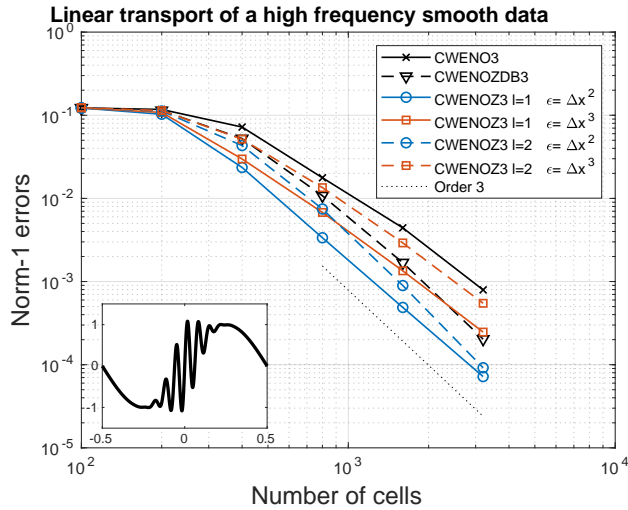 Linear transport of a high frequency smooth data
10^0
10^-1
10^-2
10^-3
10^-4
10^-5
Norm-1 errors
CWENO3
CWENOZDB3
CWENOZ3 l=1 ϵ= Δx^2
CWENOZ3 l=1 ϵ= Δx^3
CWENOZ3 l=2 ϵ= Δx^2
CWENOZ3 l=2 ϵ= Δx^3
Order 3
1
0
-1
-0.5 0 0.5
10^2 10^3 10^4
Number of cells